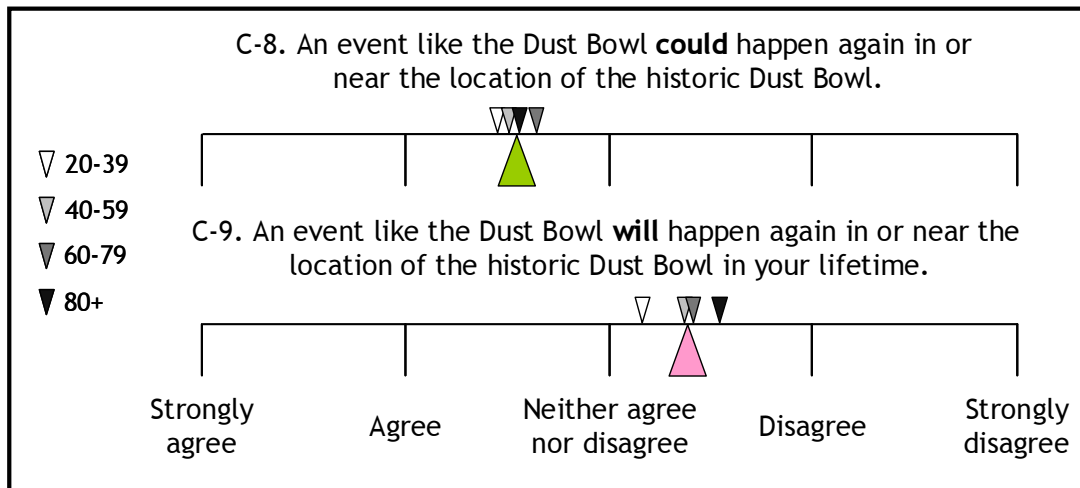 C-8. An event like the Dust Bowl could happen again in or
near the location of the historic Dust Bowl.
20-39
40-59
60-79
80+
C-9. An event like the Dust Bowl will happen again in or near the
location of the historic Dust Bowl in your lifetime.
Strongly
agree
Agree
Neither agree
nor disagree
Disagree
Strongly
disagree